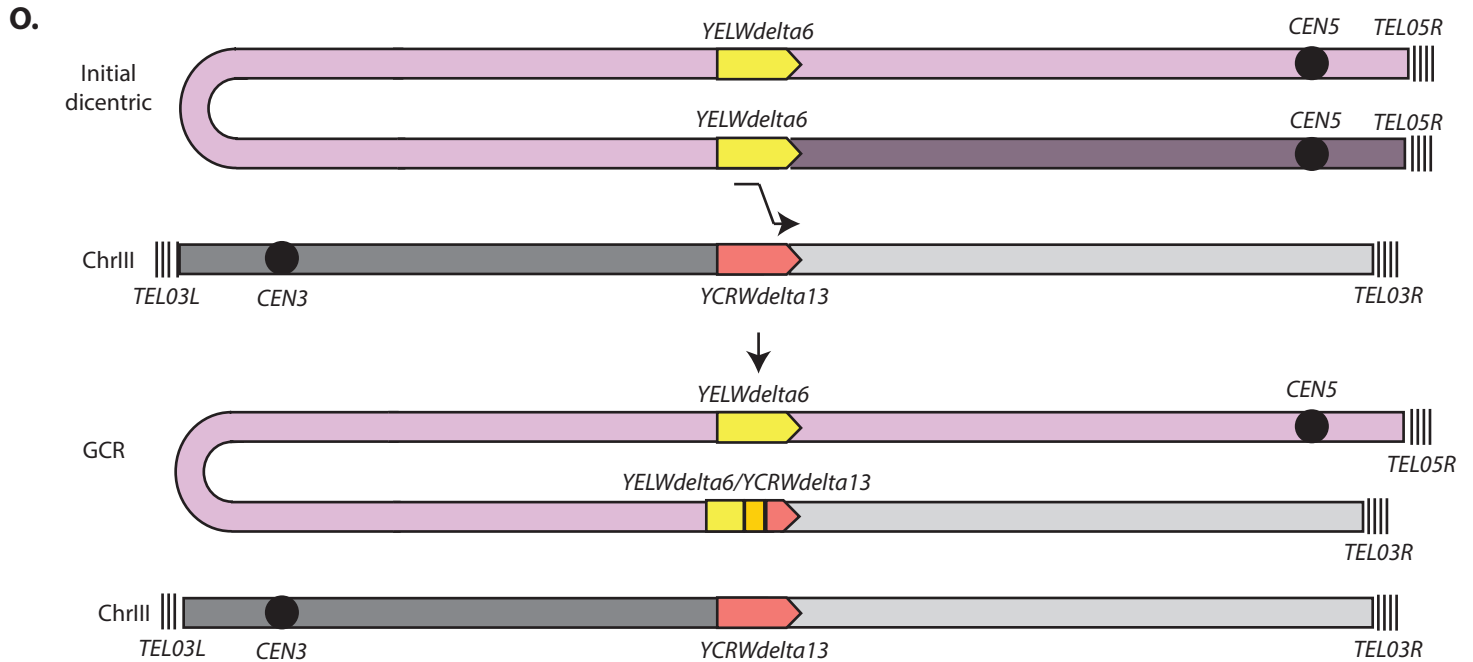 O.
YELWdelta6
CEN5
TEL05R
Initial
dicentric
YELWdelta6
CEN5
TEL05R
ChrIII
TEL03L
CEN3
YCRWdelta13
TEL03R
YELWdelta6
CEN5
GCR
TEL05R
YELWdelta6/YCRWdelta13
TEL03R
ChrIII
TEL03L
CEN3
YCRWdelta13
TEL03R